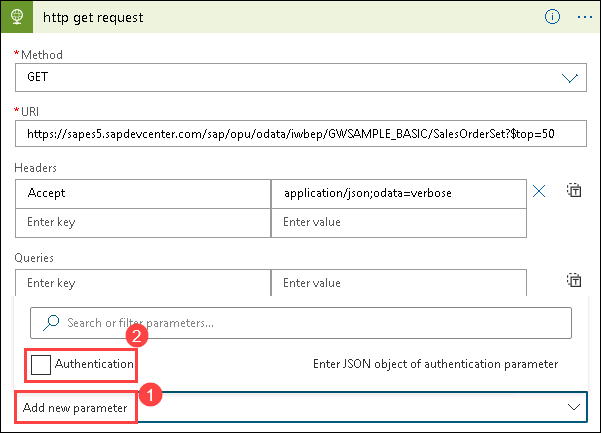 http get request
*Method
GET
*URI
https://sapes5.sapdevcenter.com/sap/opu/odata/iwbep/GWSAMPLE_BASIC/SalesOrderSet?$top=50
Headers
Accept application/json;odata=verbose
Enter key Enter value
Queries
Enter key Enter value
Search or filter parameters...
2
Authentication Enter JSON object of authentication parameter
1
Add new parameter